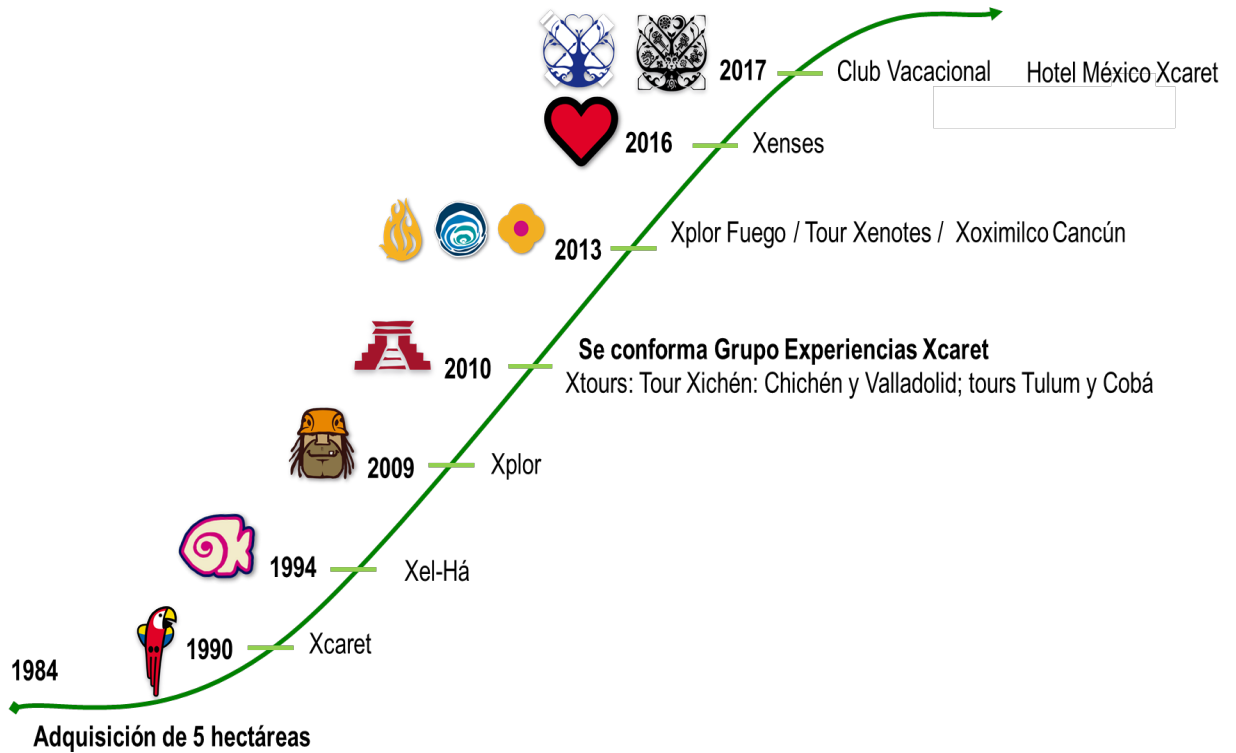 2017 Club Vacacional Hotel México Xcaret
2016 Xenses
2013 Xplor Fuego / Tour Xenotes / Xoximilco Cancún
2010 Se conforma Grupo Experiencias Xcaret
Xtours: Tour Xichén: Chichén y Valladolid; tours Tulum y Cobá
2009 Xplor
1994 Xel-Há
1990 Xcaret
1984
Adquisición de 5 hectáreas